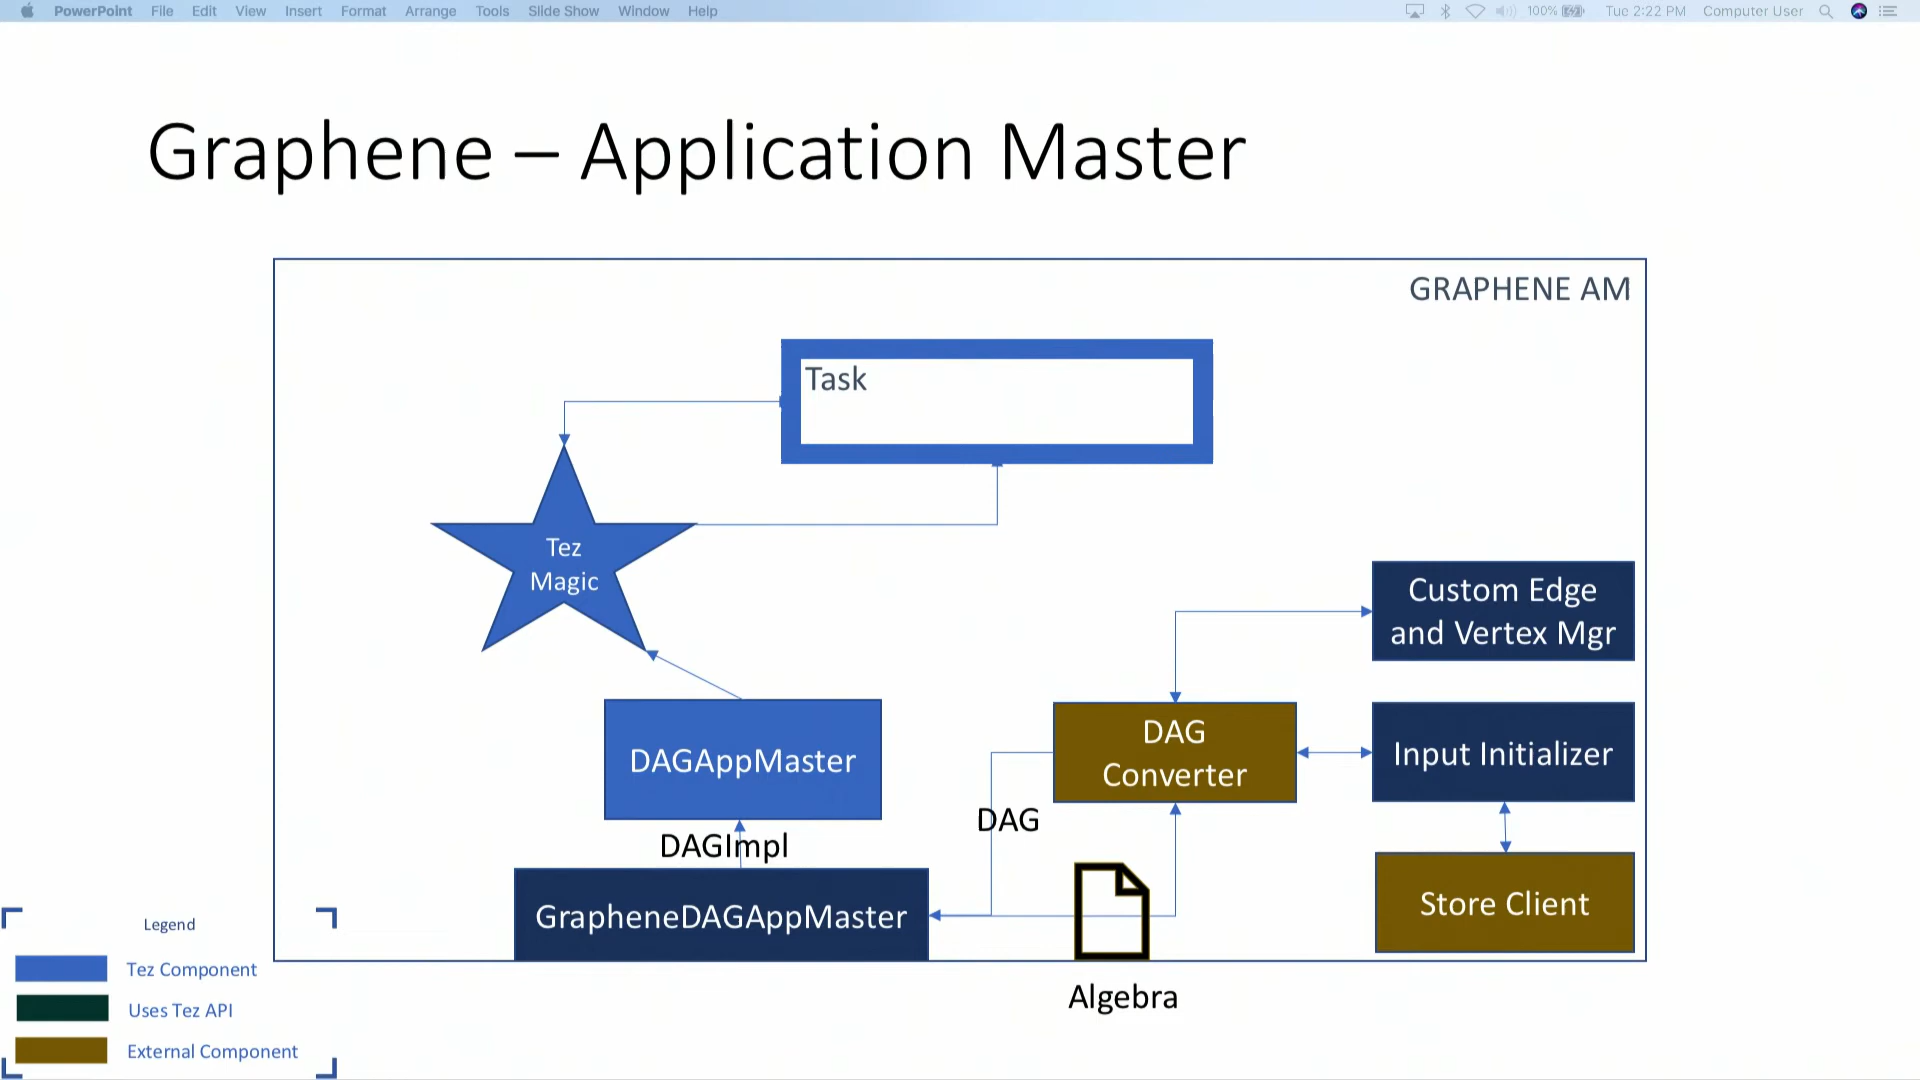 PowerPoint File Edit View Insert Format Arrange Tools Slide Show Window Help 100% Tue 2:22 PM Computer User
Graphene – Application Master
GRAPHENE AM
Task
Tez
Magic
Custom Edge
and Vertex Mgr
DAG
Converter
Input Initializer
DAGAppMaster
DAG
DAGImpl
Store Client
GrapheneDAGAppMaster
Algebra
Legend
Tez Component
Uses Tez API
External Component